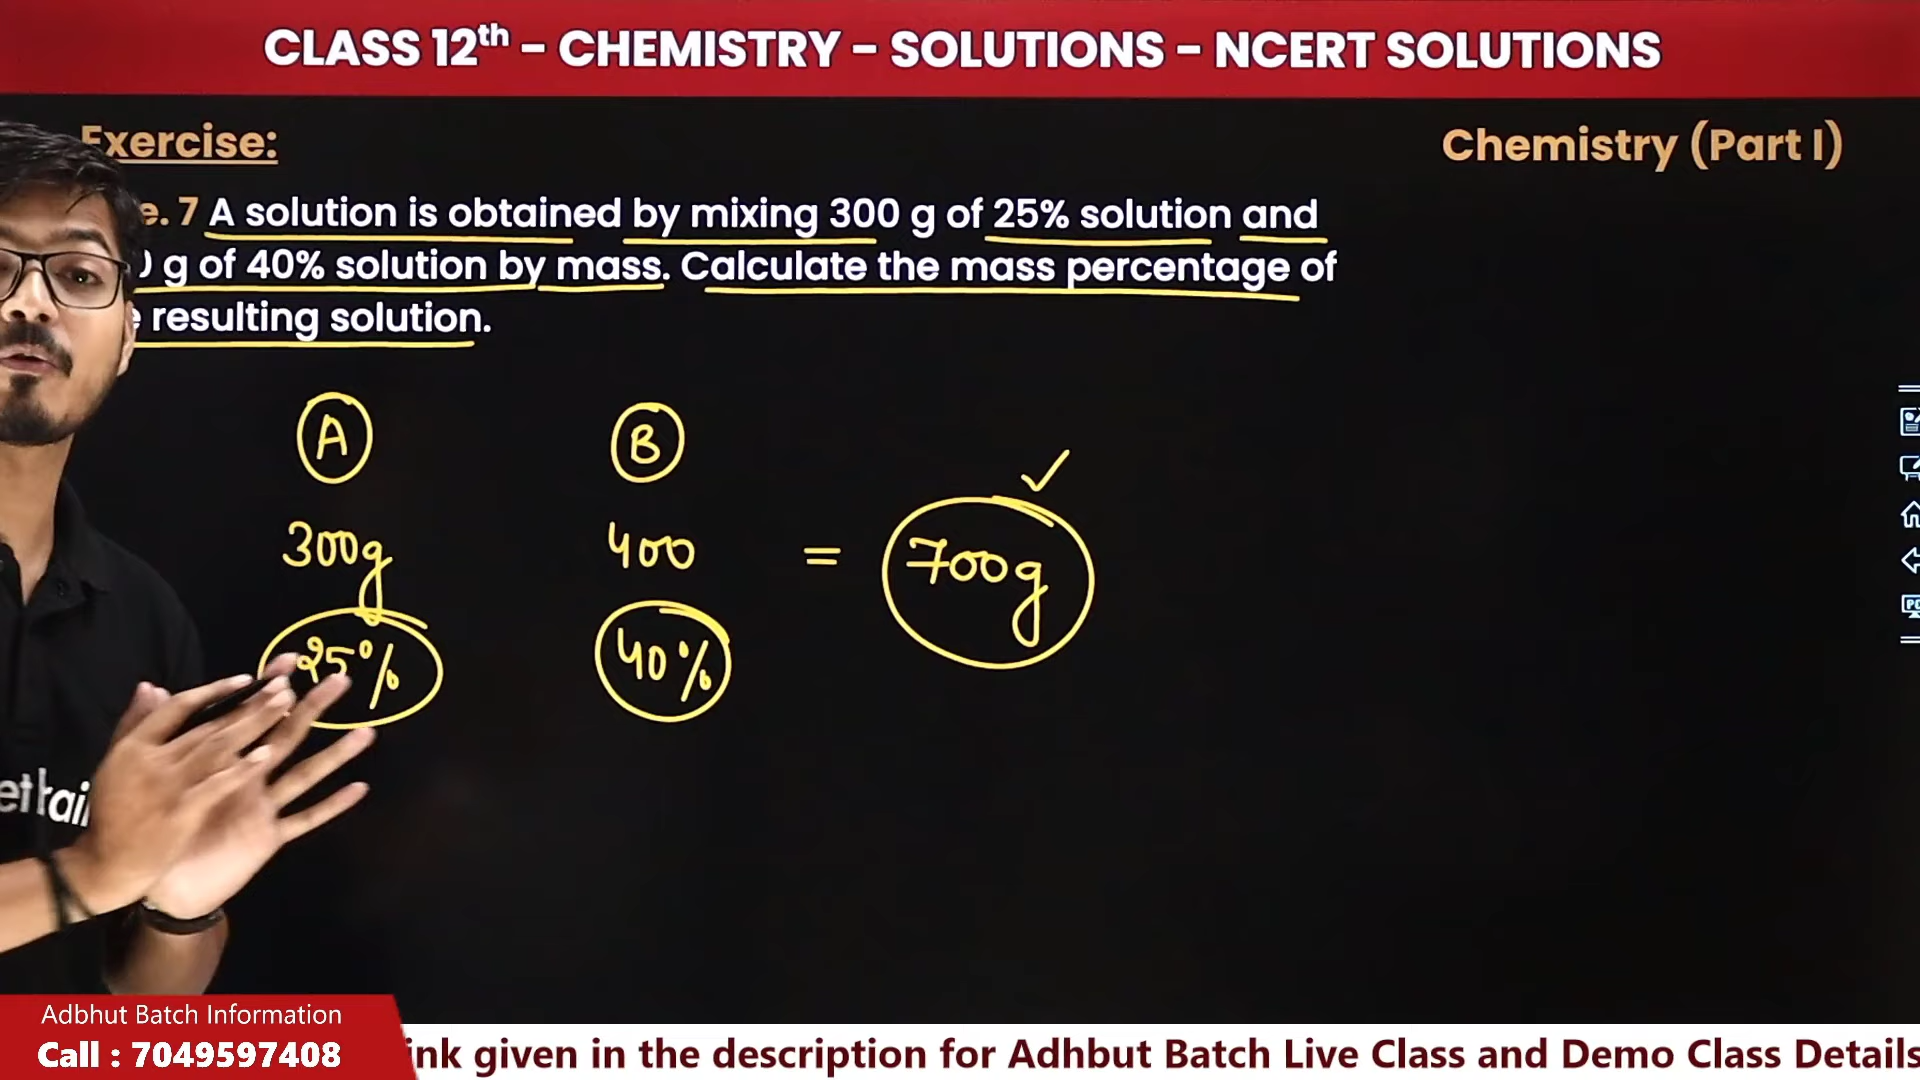 CLASS 12th - CHEMISTRY - SOLUTIONS - NCERT SOLUTIONS
Exercise:
Chemistry (Part I)
e. 7 A solution is obtained by mixing 300 g of 25% solution and
g of 40% solution by mass. Calculate the mass percentage of
resulting solution.
A
B
300g
400
=
700g
25%
40%
Adbhut Batch Information
Call : 7049597408
ink given in the description for Adhbut Batch Live Class and Demo Class Details